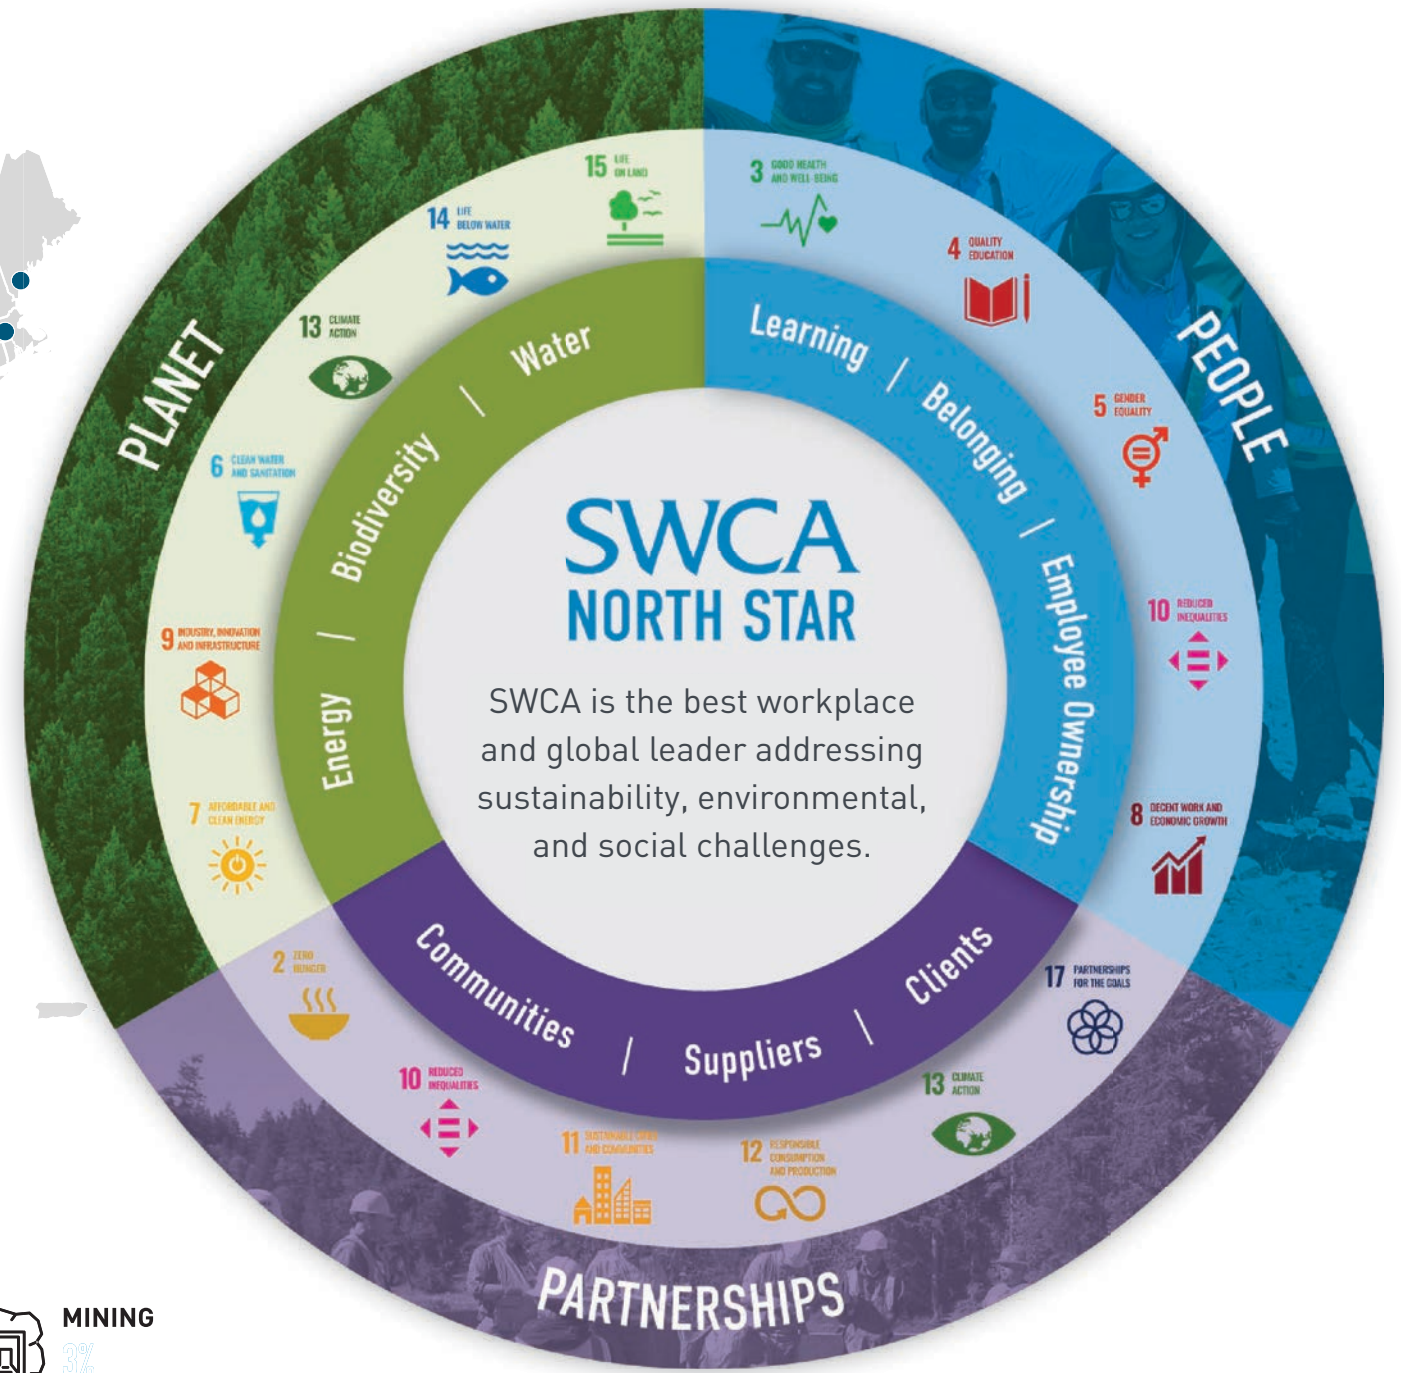 PLANET
PEOPLE
PARTNERSHIPS
15 LIFE
ON LAND
14 LIFE
BELOW WATER
13 CLIMATE
ACTION
6 CLEAN WATER
AND SANITATION
9 INDUSTRY, INNOVATION
AND INFRASTRUCTURE
7 AFFORDABLE AND
CLEAN ENERGY
3 GOOD HEALTH
AND WELL-BEING
4 QUALITY
EDUCATION
5 GENDER
EQUALITY
10 REDUCED
INEQUALITIES
8 DECENT WORK AND
ECONOMIC GROWTH
2 ZERO
HUNGER
10 REDUCED
INEQUALITIES
11 SUSTAINABLE CITIES
AND COMMUNITIES
12 RESPONSIBLE
CONSUMPTION
AND PRODUCTION
13 CLIMATE
ACTION
17 PARTNERSHIPS
FOR THE GOALS
Energy / Biodiversity / Water
Learning / Belonging / Employee Ownership
Communities / Suppliers / Clients
SWCA
NORTH STAR
SWCA is the best workplace
and global leader addressing
sustainability, environmental,
and social challenges.
MINING
3%